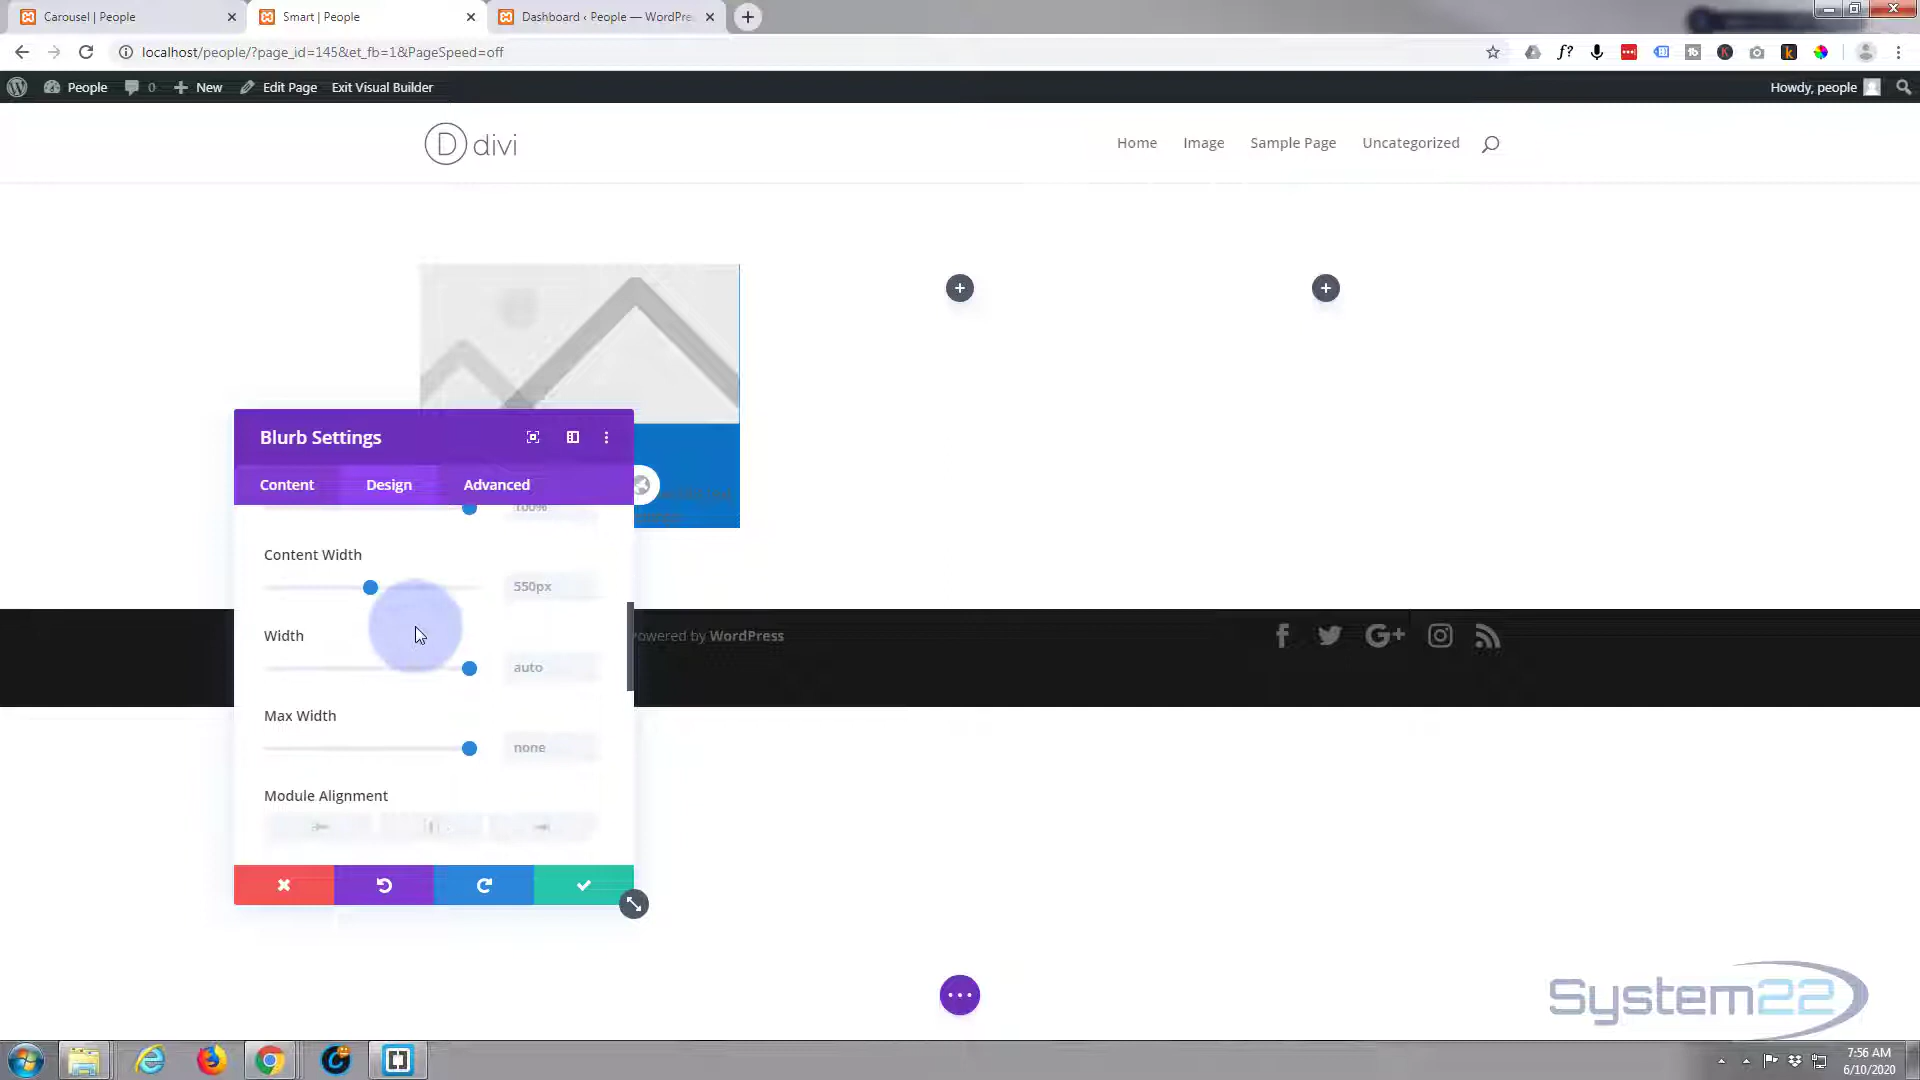 Carousel | People
Smart | People
Dashboard ‹ People — WordPre
localhost/people/?page_id=145&et_fb=1&PageSpeed=off
People
0
New
Edit Page
Exit Visual Builder
Howdy, people
D divi
Home
Image
Sample Page
Uncategorized
Blurb Settings
Content
Design
Advanced
100%
Content Width
550px
Width
auto
owered by WordPress
Max Width
none
Module Alignment
System22
7:56 AM
6/10/2020